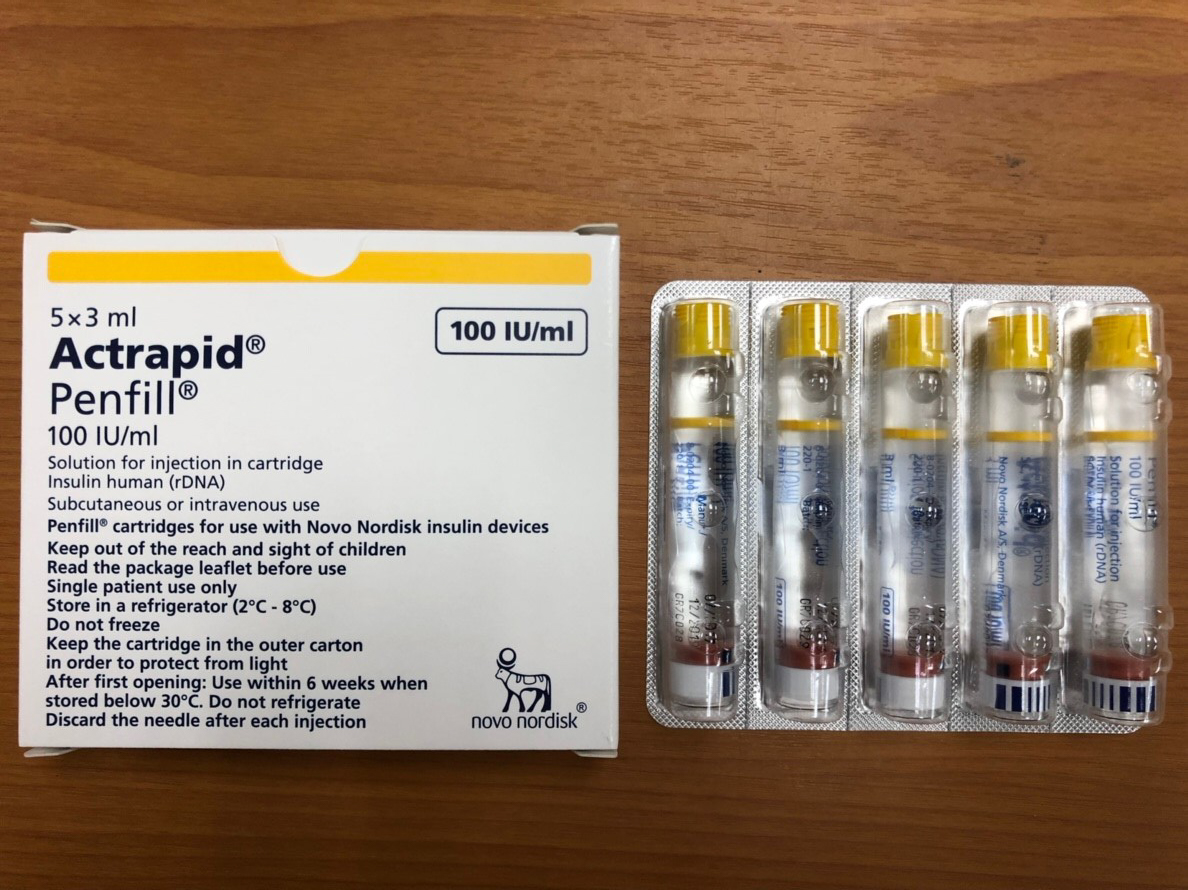 5×3 ml
Actrapid®
Penfill®
100 IU/ml
100 IU/ml
Solution for injection in cartridge
Insulin human (rDNA)
Subcutaneous or intravenous use
Penfill® cartridges for use with Novo Nordisk insulin devices
Keep out of the reach and sight of children
Read the package leaflet before use
Single patient use only
Store in a refrigerator (2°C - 8°C)
Do not freeze
Keep the cartridge in the outer carton
in order to protect from light
After first opening: Use within 6 weeks when
stored below 30°C. Do not refrigerate
Discard the needle after each injection
novo nordisk®
Denmark
100 IU/ml
Novo Nordisk A/S, Denmark
100 IU/ml
Solution for injection
Insulin human (rDNA)